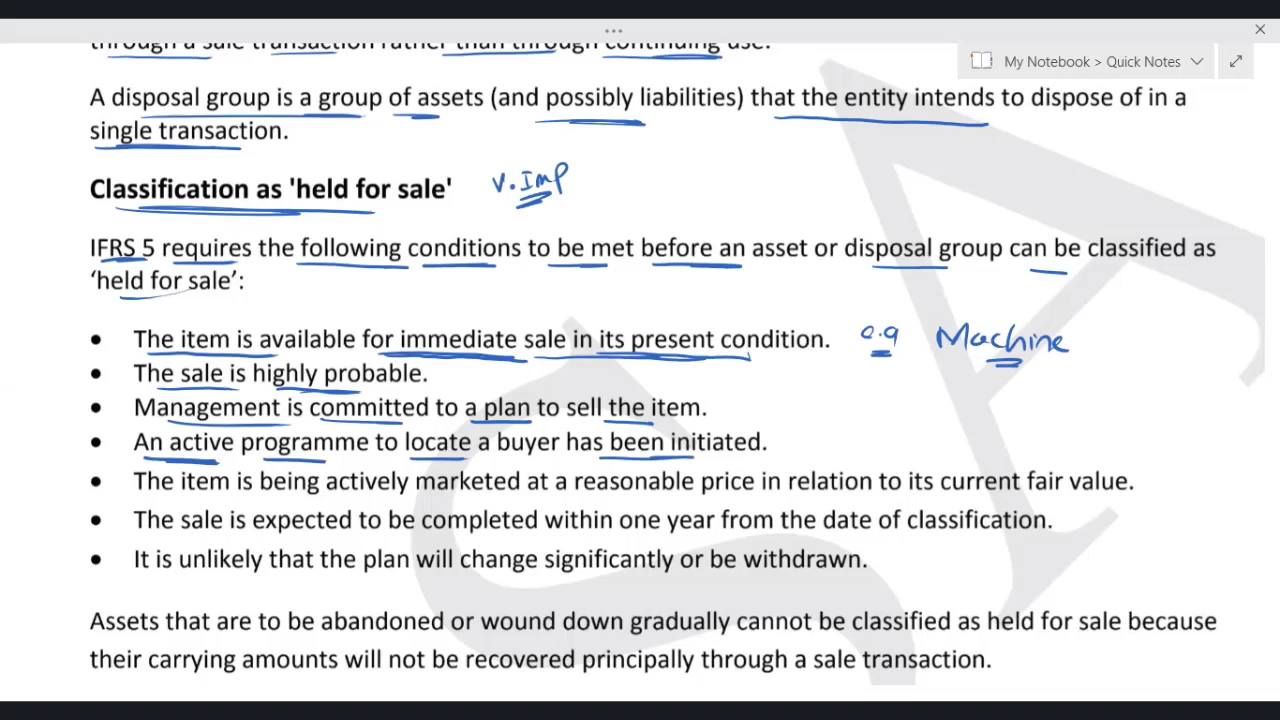 through a sale transaction rather than through continuing use.
My Notebook > Quick Notes
A disposal group is a group of assets (and possibly liabilities) that the entity intends to dispose of in a
single transaction.
Classification as 'held for sale' v. Imp
IFRS 5 requires the following conditions to be met before an asset or disposal group can be classified as
‘held for sale’:
• The item is available for immediate sale in its present condition. e.g Machine
• The sale is highly probable.
• Management is committed to a plan to sell the item.
• An active programme to locate a buyer has been initiated.
• The item is being actively marketed at a reasonable price in relation to its current fair value.
• The sale is expected to be completed within one year from the date of classification.
• It is unlikely that the plan will change significantly or be withdrawn.
Assets that are to be abandoned or wound down gradually cannot be classified as held for sale because
their carrying amounts will not be recovered principally through a sale transaction.